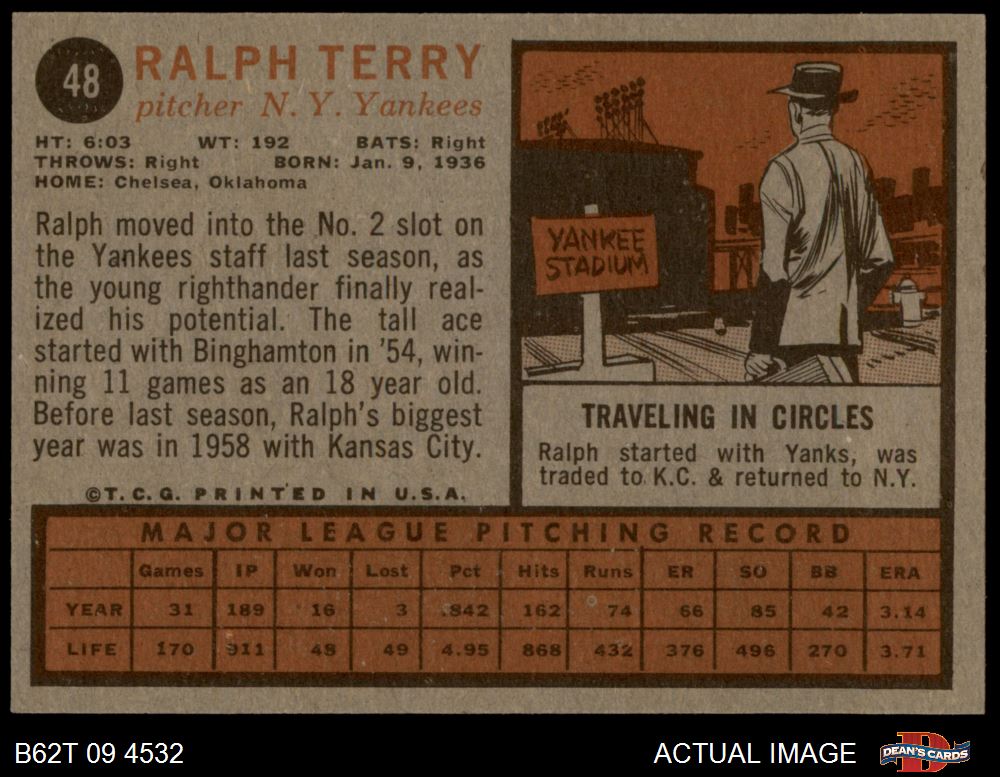 48
RALPH TERRY
pitcher N. Y. Yankees
HT: 6:03 WT: 192 BATS: Right
THROWS: Right BORN: Jan. 9, 1936
HOME: Chelsea, Oklahoma
Ralph moved into the No. 2 slot on
the Yankees staff last season, as
the young righthander finally real-
ized his potential. The tall ace
started with Binghamton in '54, win-
ning 11 games as an 18 year old.
Before last season, Ralph's biggest
year was in 1958 with Kansas City.
©T.C.G. PRINTED IN U.S.A.
YANKEE
STADIUM
TRAVELING IN CIRCLES
Ralph started with Yanks, was
traded to K.C. & returned to N.Y.
MAJOR LEAGUE PITCHING RECORD
Games IP Won Lost Pct Hits Runs ER SO BB ERA
YEAR 31 189 16 3 .842 162 74 66 85 42 3.14
LIFE 170 911 48 49 4.95 868 432 376 496 270 3.71
B62T 09 4532
ACTUAL IMAGE
D
DEAN'S CARDS